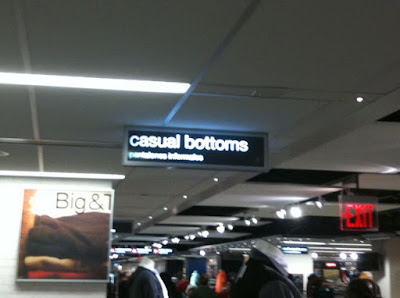 casual bottoms
pantalones informales
Big&T
EXIT